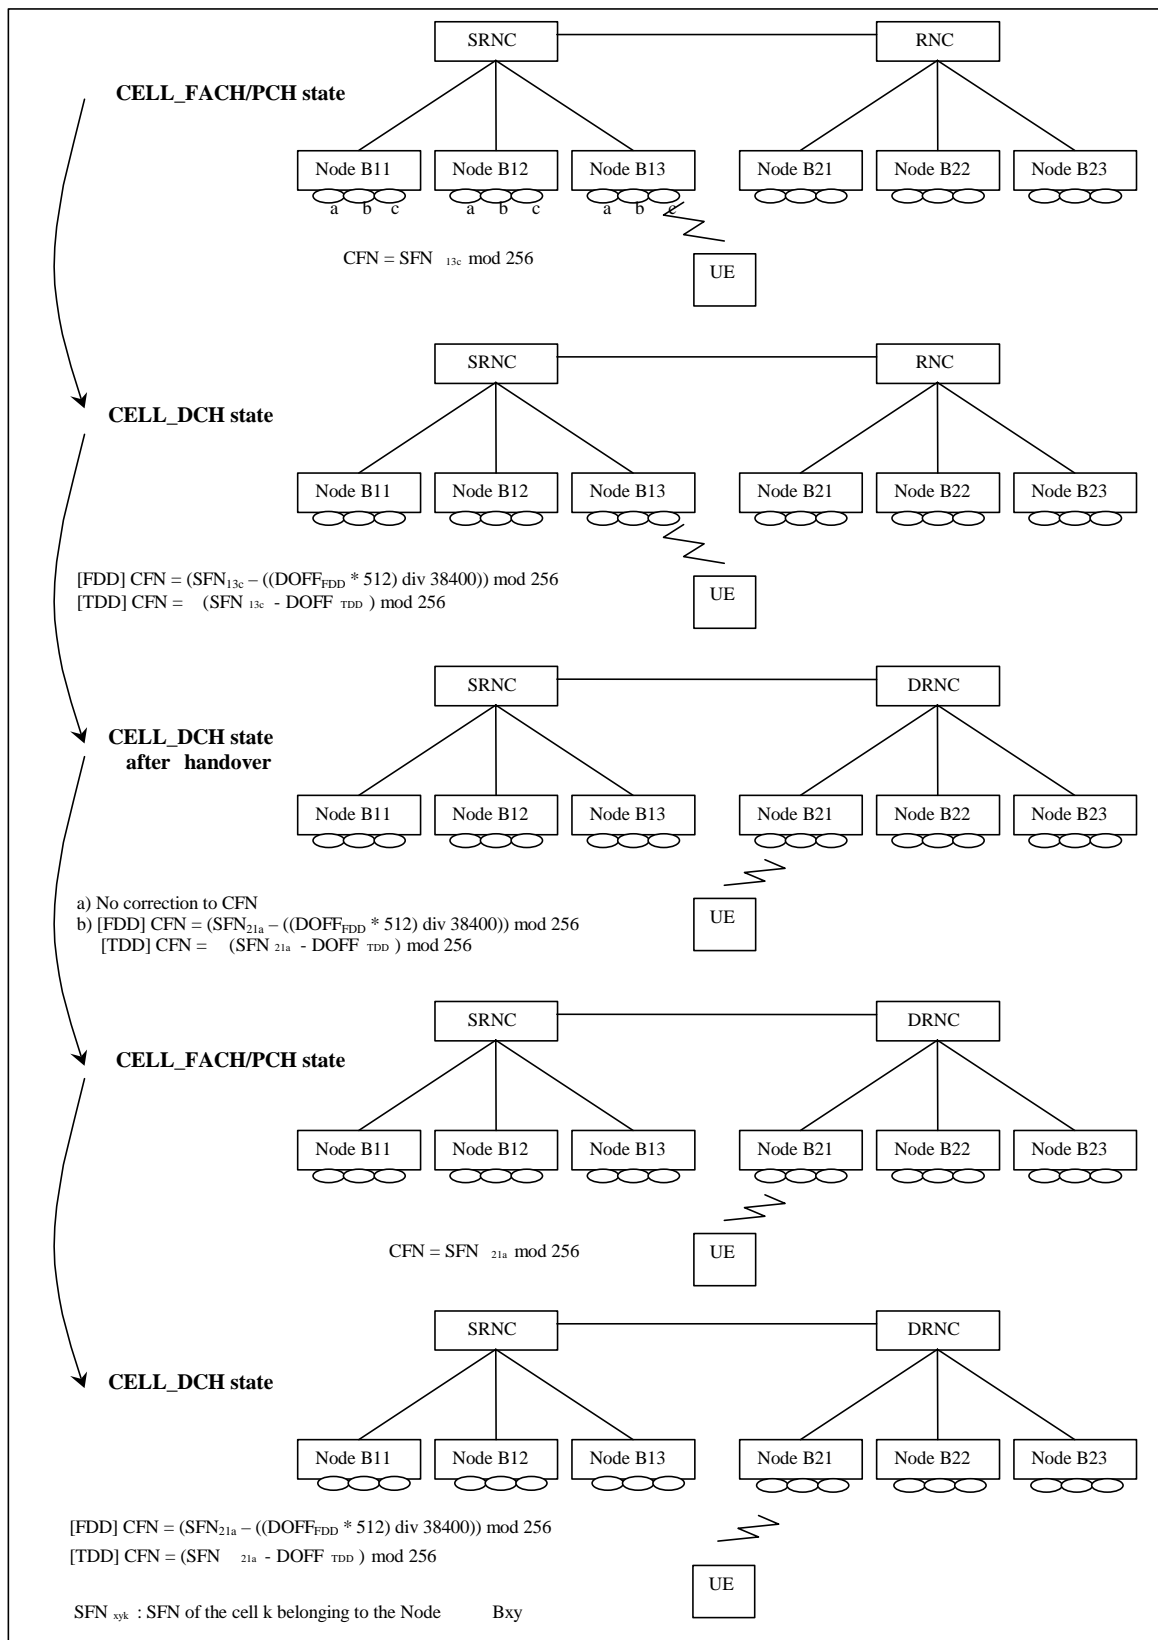 SRNC RNC
CELL_FACH/PCH state
Node B11 Node B12 Node B13 Node B21 Node B22 Node B23
a b c a b c a b c
CFN = SFN 13c mod 256
UE
SRNC RNC
CELL_DCH state
Node B11 Node B12 Node B13 Node B21 Node B22 Node B23
[FDD] CFN = (SFN13c – ((DOFFFDD * 512) div 38400)) mod 256
[TDD] CFN = (SFN 13c - DOFF TDD ) mod 256
UE
SRNC DRNC
CELL_DCH state
after handover
Node B11 Node B12 Node B13 Node B21 Node B22 Node B23
a) No correction to CFN
UE
b) [FDD] CFN = (SFN21a – ((DOFFFDD * 512) div 38400)) mod 256
[TDD] CFN = (SFN 21a - DOFF TDD ) mod 256
SRNC DRNC
CELL_FACH/PCH state
Node B11 Node B12 Node B13 Node B21 Node B22 Node B23
CFN = SFN 21a mod 256
UE
SRNC DRNC
CELL_DCH state
Node B11 Node B12 Node B13 Node B21 Node B22 Node B23
[FDD] CFN = (SFN21a – ((DOFFFDD * 512) div 38400)) mod 256
[TDD] CFN = (SFN 21a - DOFF TDD ) mod 256
UE
SFN xyk : SFN of the cell k belonging to the Node Bxy